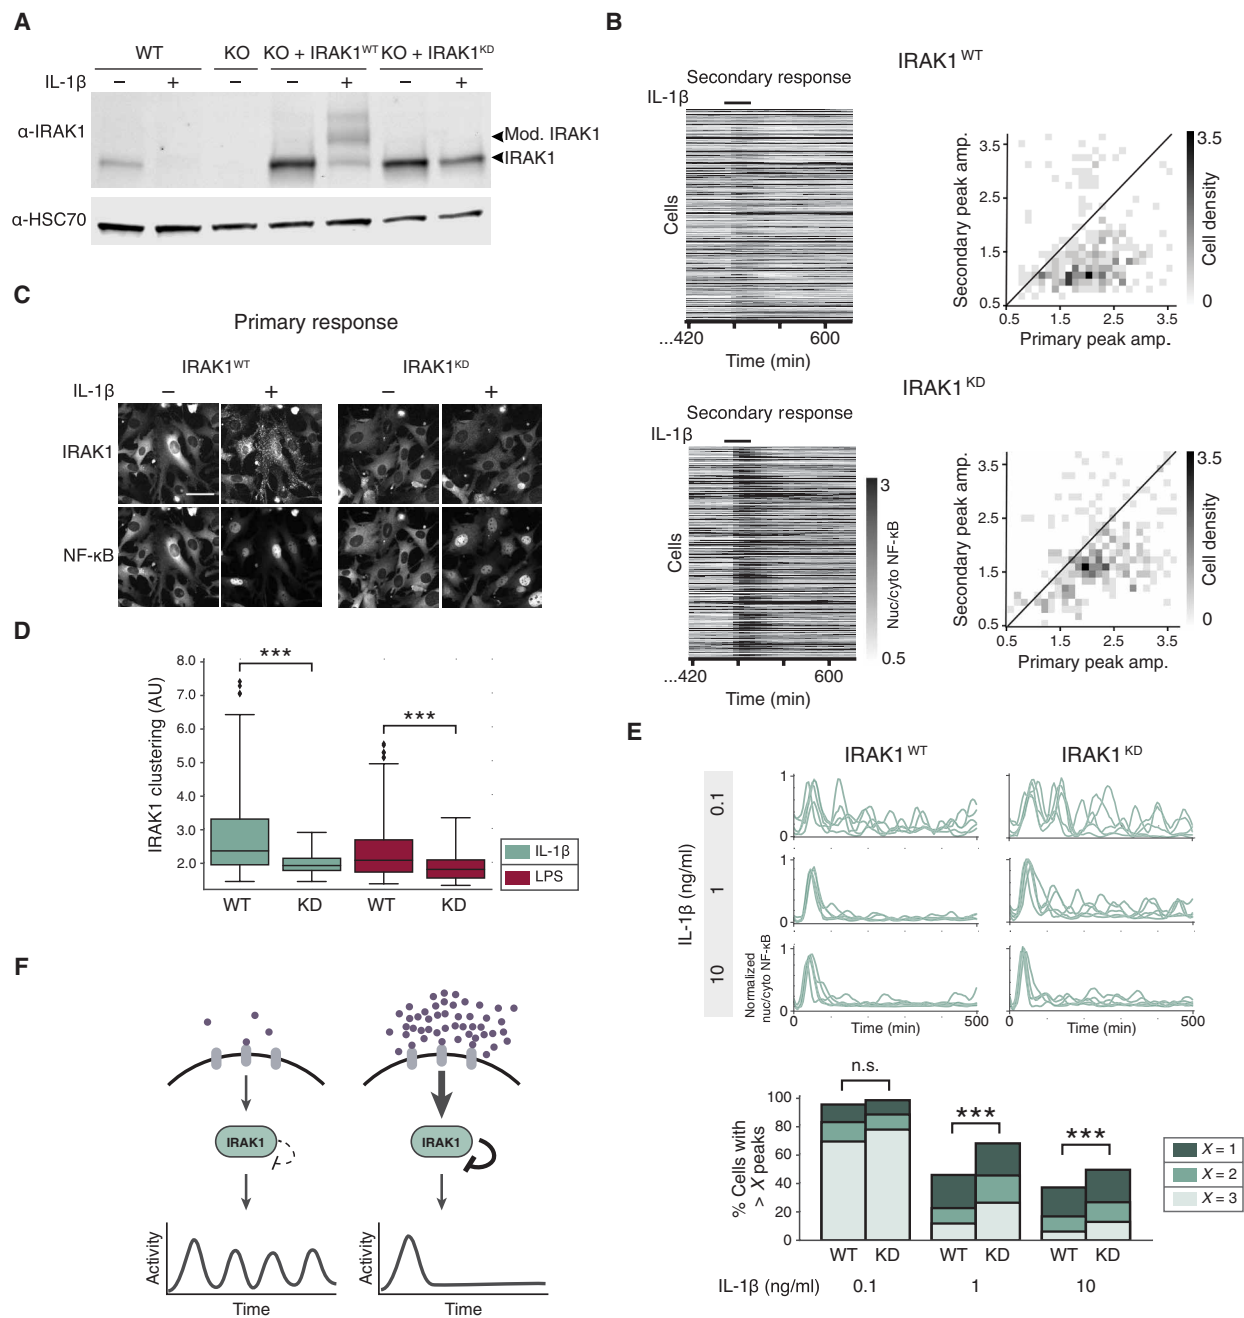 A
WT KO KO + IRAK1WT KO + IRAK1KD
IL-1β − + − − + − +
α-IRAK1
Mod. IRAK1
IRAK1
α-HSC70
B
IRAK1WT
Secondary response
IL-1β
Cells
...420 600
Time (min)
Secondary peak amp.
3.5
2.5
1.5
0.5
0.5 1.5 2.5 3.5
Primary peak amp.
3.5
Cell density
0
IRAK1KD
Secondary response
IL-1β
Cells
...420 600
Time (min)
3
Nuc/cyto NF-κB
0.5
Secondary peak amp.
3.5
2.5
1.5
0.5
0.5 1.5 2.5 3.5
Primary peak amp.
3.5
Cell density
0
C
Primary response
IRAK1WT IRAK1KD
IL-1β − + − +
IRAK1
NF-κB
D
IRAK1 clustering (AU)
8.0
7.0
6.0
5.0
4.0
3.0
2.0
***
***
WT KD WT KD
IL-1β
LPS
E
IRAK1WT IRAK1KD
IL-1β (ng/ml)
0.1
1
10
1
0
1
0
1
0
Normalized
nuc/cyto NF-κB
0 Time (min) 500
0 Time (min) 500
n.s.
***
***
% Cells with
> X peaks
100
80
60
40
20
0
WT KD WT KD WT KD
IL-1β (ng/ml) 0.1 1 10
X = 1
X = 2
X = 3
F
IRAK1 IRAK1
Activity
Time
Activity
Time